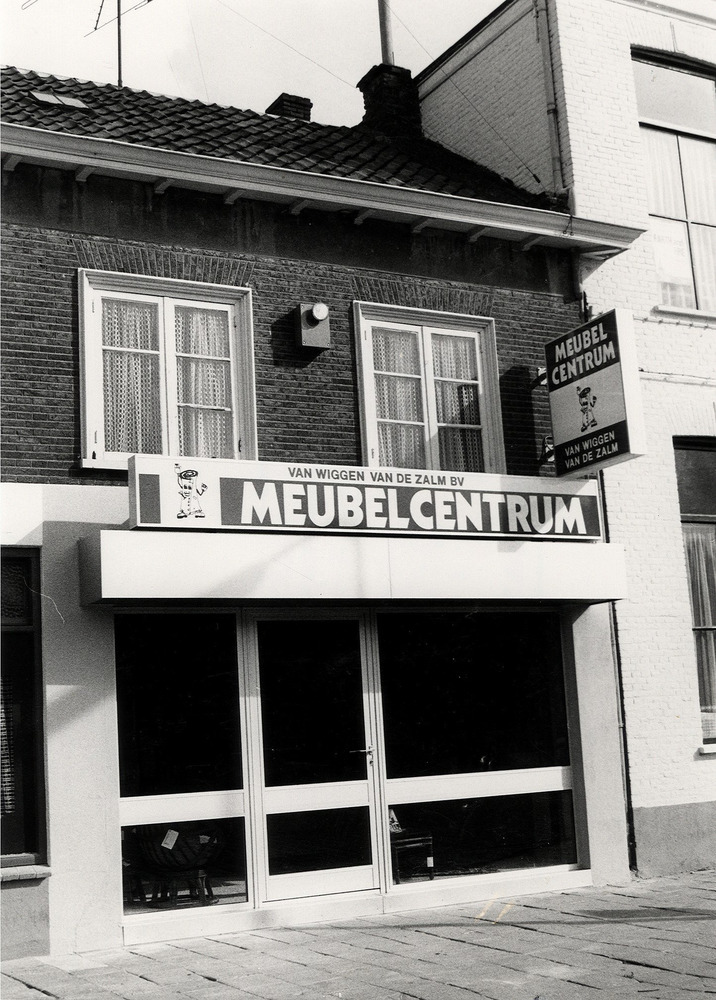 MEUBEL
CENTRUM
VAN WIGGEN
VAN DE ZALM
VAN WIGGEN VAN DE ZALM BV
MEUBELCENTRUM